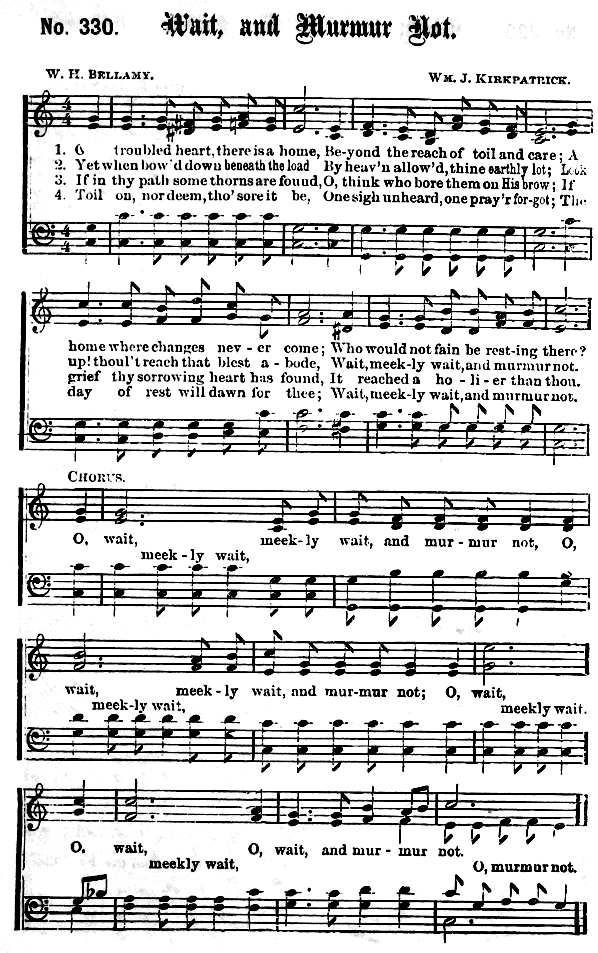 No. 330. Wait, and Murmur Not.
W. H. BELLAMY. WM. J. KIRKPATRICK.
1. O troubled heart, there is a home, Be-yond the reach of toil and care; A
2. Yet when bow'd down beneath the load By heav'n allow'd, thine earthly lot; Look
3. If in thy path some thorns are found, O, think who bore them on His brow; If
4. Toil on, nor deem, tho' sore it be, One sigh unheard, one pray'r for-got; The
home where changes nev - er come; Who would not fain be rest-ing there?
up! thou'lt reach that blest a - bode, Wait, meek-ly wait, and murmur not.
grief thy sorrowing heart has found, It reached a ho - li - er than thou.
day of rest will dawn for thee; Wait, meek-ly wait, and murmur not.
CHORUS.
O, wait, meek-ly wait, and mur - mur not, O,
meek - ly wait,
wait, meek - ly wait, and mur-mur not; O, wait,
meek-ly wait, meekly wait.
O, wait, O, wait, and mur - mur not.
meekly wait, O, murmur not.